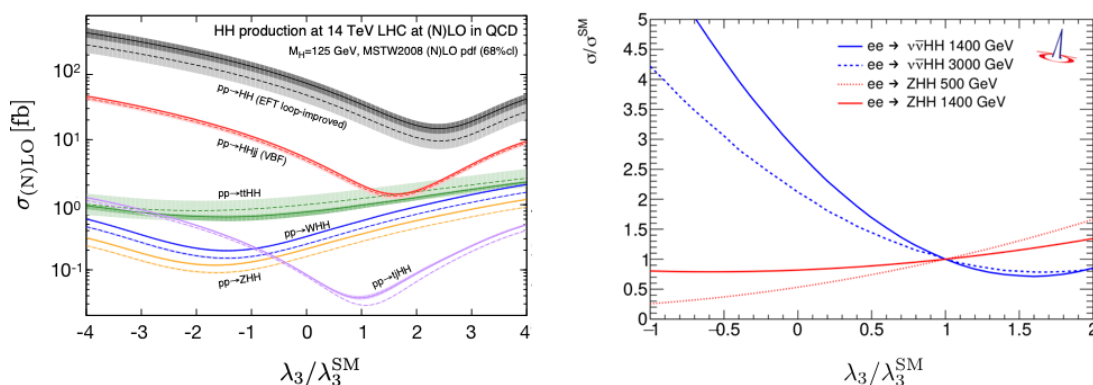 HH production at 14 TeV LHC at (N)LO in QCD
M_H=125 GeV, MSTW2008 (N)LO pdf (68%cl)
pp→HH (EFT loop-improved)
pp→HHjj (VBF)
pp→ttHH
pp→WHH
pp→ZHH
pp→tjHH
σ_(N)LO [fb]
10^2
10^1
10^0
10^-1
-4 -3 -2 -1 0 1 2 3 4
λ_3/λ_3^SM
σ/σ^SM
5
4.5
4
3.5
3
2.5
2
1.5
1
0.5
0
ee → νν̄HH 1400 GeV
ee → νν̄HH 3000 GeV
ee → ZHH 500 GeV
ee → ZHH 1400 GeV
−1 −0.5 0 0.5 1 1.5 2
λ_3/λ_3^SM